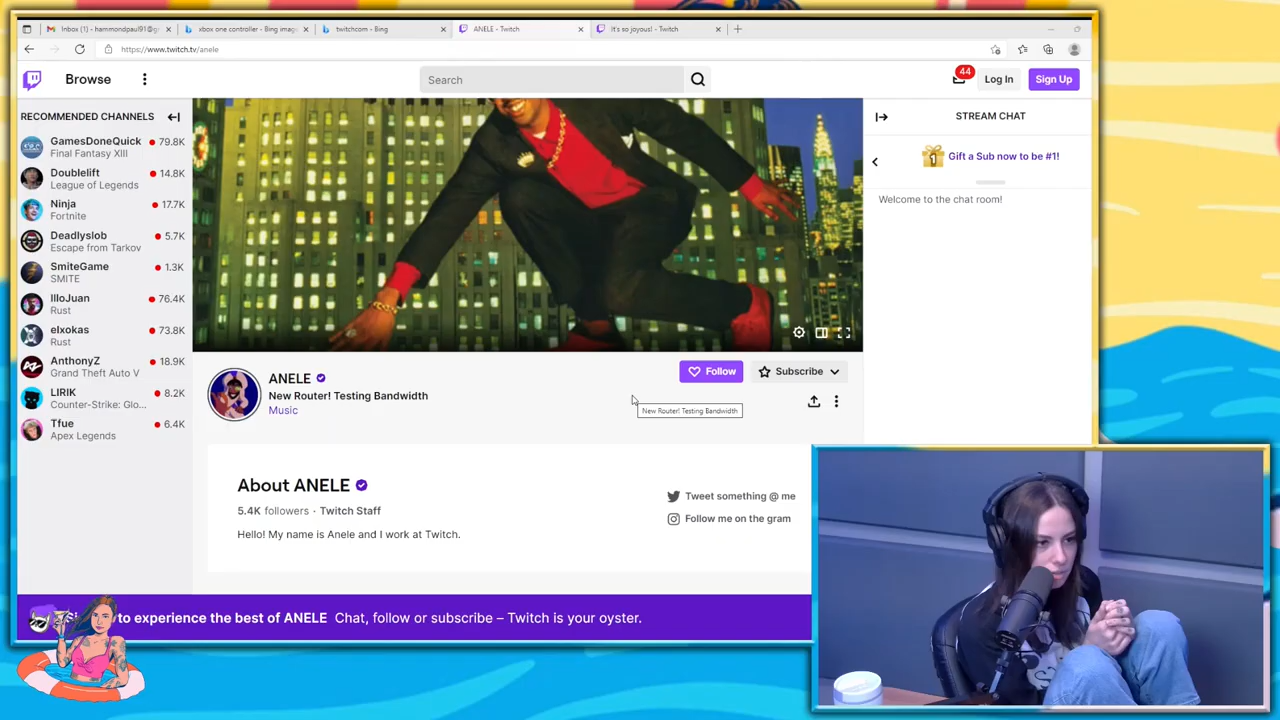 Inbox (1) - hammondpaul91@g
xbox one controller - Bing imag
twitchcom - Bing
ANELE - Twitch
It's so joyous! - Twitch
https://www.twitch.tv/anele
Browse
Search
44
Log In
Sign Up
RECOMMENDED CHANNELS
GamesDoneQuick 79.8K
Final Fantasy XIII
Doublelift 14.8K
League of Legends
Ninja 17.7K
Fortnite
Deadlyslob 5.7K
Escape from Tarkov
SmiteGame 1.3K
SMITE
IlloJuan 76.4K
Rust
elxokas 73.8K
Rust
AnthonyZ 18.9K
Grand Theft Auto V
LIRIK 8.2K
Counter-Strike: Glo...
Tfue 6.4K
Apex Legends
STREAM CHAT
1 Gift a Sub now to be #1!
Welcome to the chat room!
ANELE
New Router! Testing Bandwidth
Music
Follow
Subscribe
New Router! Testing Bandwidth
About ANELE
5.4K followers · Twitch Staff
Hello! My name is Anele and I work at Twitch.
Tweet something @ me
Follow me on the gram
to experience the best of ANELE Chat, follow or subscribe – Twitch is your oyster.